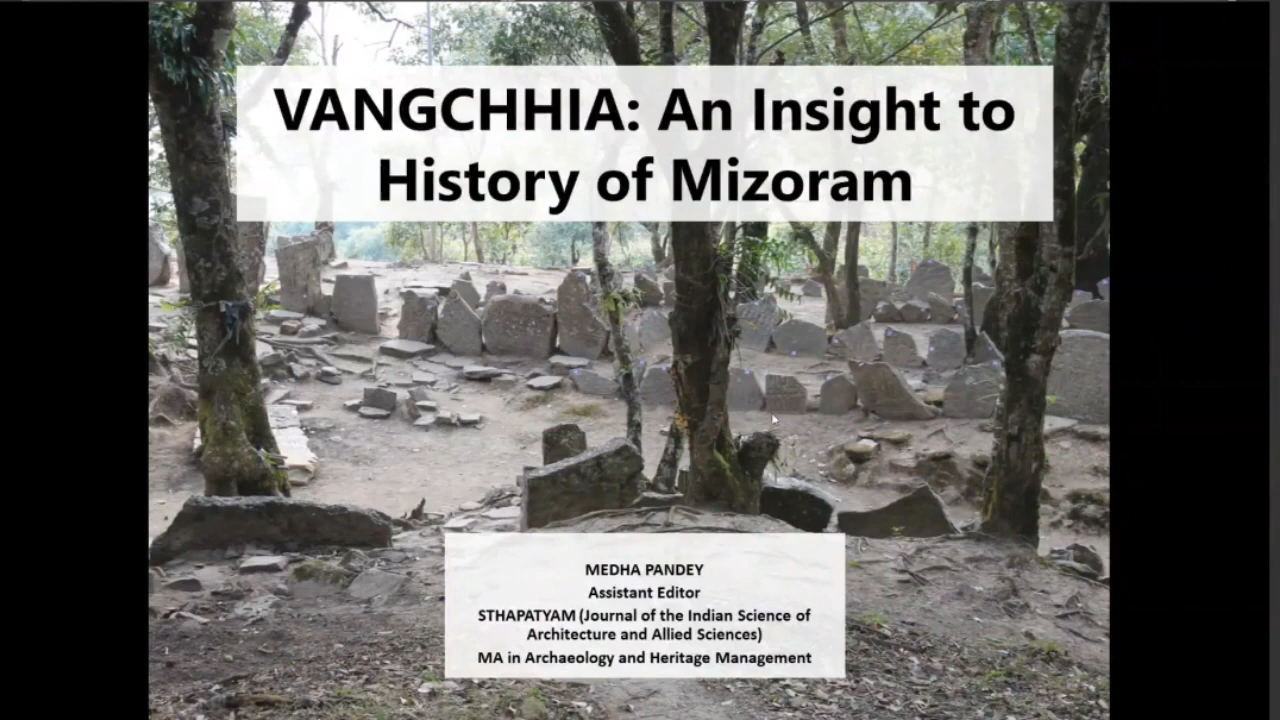 VANGCHHIA: An Insight to
History of Mizoram
MEDHA PANDEY
Assistant Editor
STHAPATYAM (Journal of the Indian Science of
Architecture and Allied Sciences)
MA in Archaeology and Heritage Management